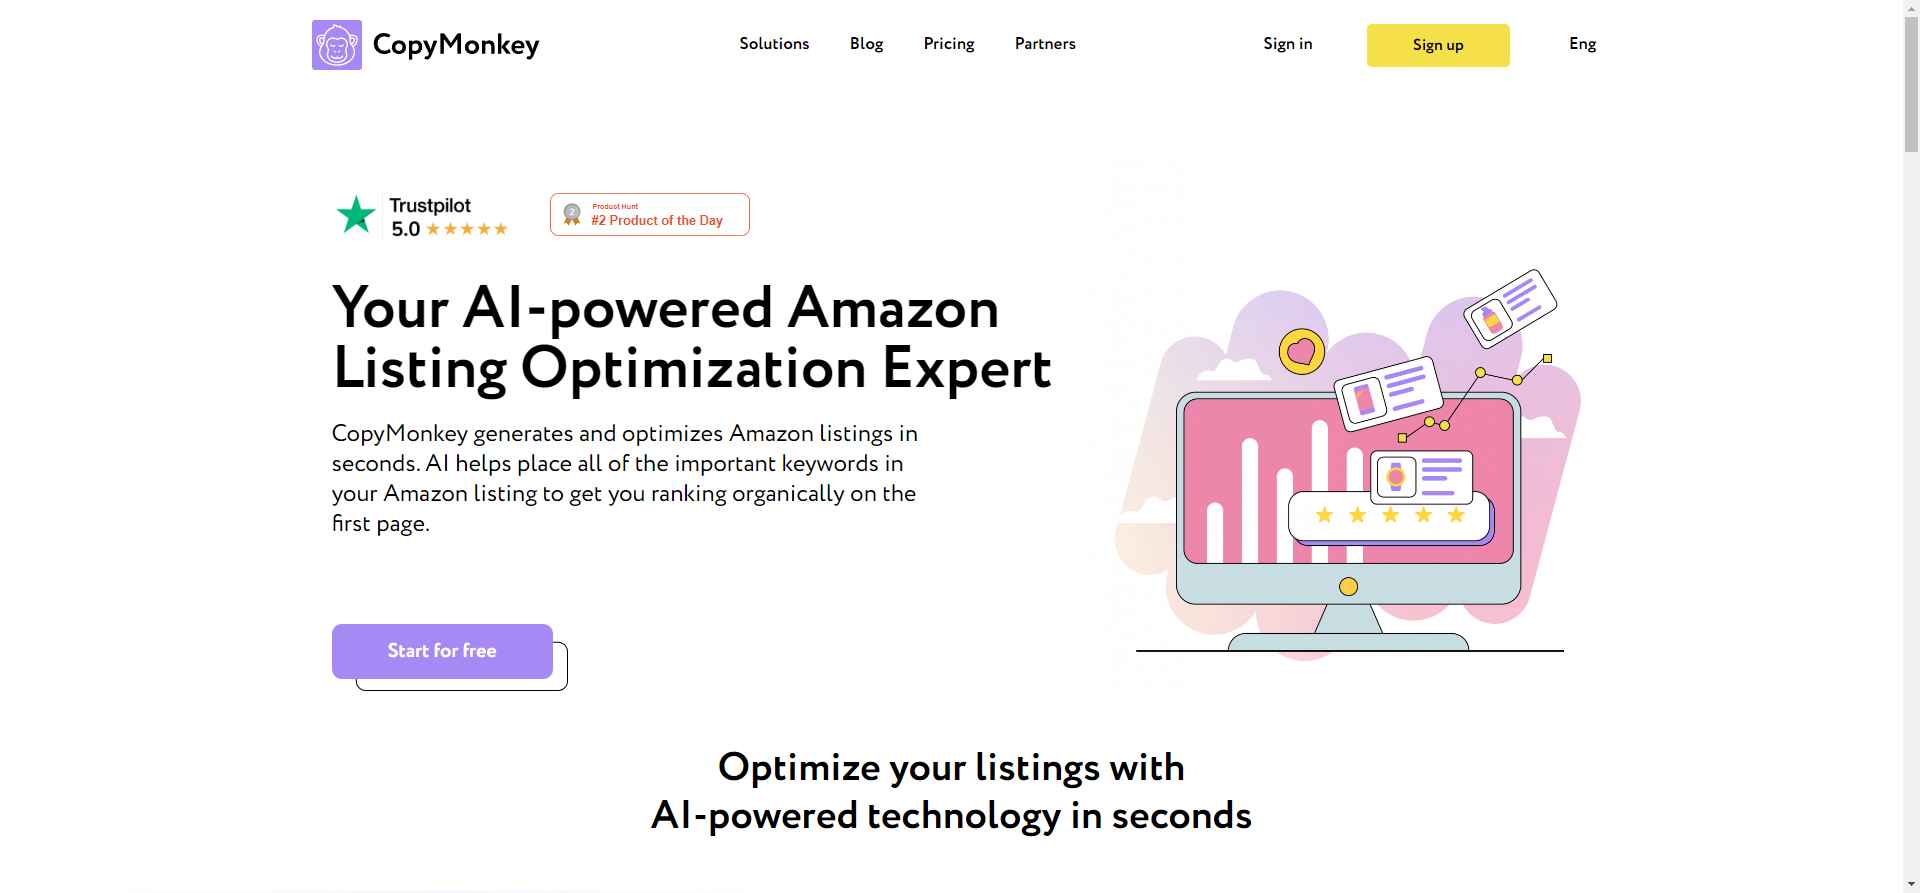 CopyMonkey
Solutions
Blog
Pricing
Partners
Sign in
Sign up
Eng
Trustpilot
5.0
2
Product Hunt
#2 Product of the Day
Your AI-powered Amazon
Listing Optimization Expert
CopyMonkey generates and optimizes Amazon listings in
seconds. AI helps place all of the important keywords in
your Amazon listing to get you ranking organically on the
first page.
Start for free
Optimize your listings with
AI-powered technology in seconds